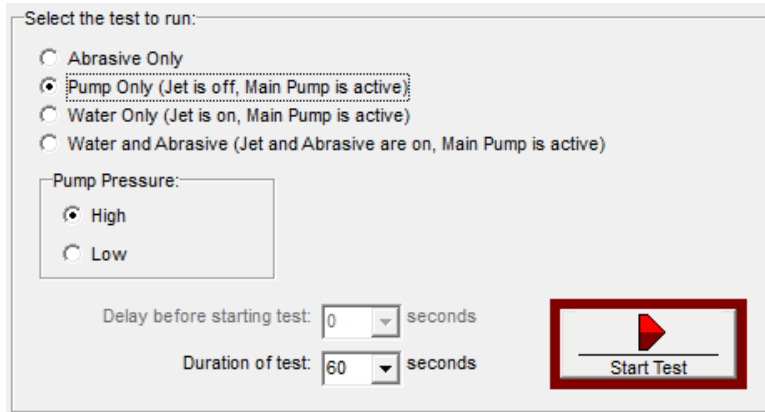 Select the test to run:
Abrasive Only
Pump Only (Jet is off, Main Pump is active)
Water Only (Jet is on, Main Pump is active)
Water and Abrasive (Jet and Abrasive are on, Main Pump is active)
Pump Pressure:
High
Low
Delay before starting test: 0 seconds
Duration of test: 60 seconds
Start Test